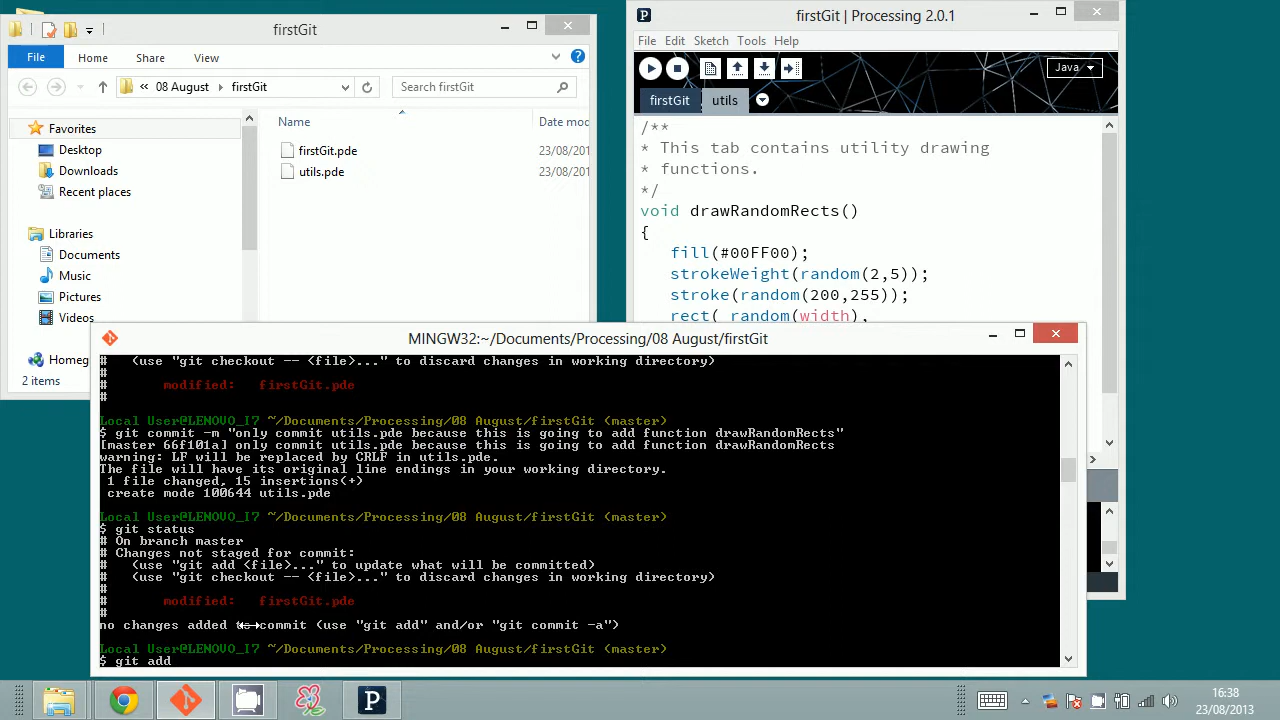 firstGit
File
Home
Share
View
08 August
firstGit
Search firstGit
Favorites
Desktop
Downloads
Recent places
Libraries
Documents
Music
Pictures
Videos
Homeg
2 items
Name
Date moc
firstGit.pde
23/08/201
utils.pde
23/08/201
firstGit | Processing 2.0.1
File Edit Sketch Tools Help
Java
firstGit
utils
/**
* This tab contains utility drawing
* functions.
*/
void drawRandomRects()
{
fill(#00FF00);
strokeWeight(random(2,5));
stroke(random(200,255));
rect( random(width),
MINGW32:~/Documents/Processing/08 August/firstGit
# (use "git checkout -- <file>..." to discard changes in working directory)
#
# modified: firstGit.pde
#
Local User@LENOVO_I7 ~/Documents/Processing/08 August/firstGit (master)
$ git commit -m "only commit utils.pde because this is going to add function drawRandomRects"
[master 66f101a] only commit utils.pde because this is going to add function drawRandomRects
warning: LF will be replaced by CRLF in utils.pde.
The file will have its original line endings in your working directory.
1 file changed, 15 insertions(+)
create mode 100644 utils.pde
Local User@LENOVO_I7 ~/Documents/Processing/08 August/firstGit (master)
$ git status
# On branch master
# Changes not staged for commit:
# (use "git add <file>..." to update what will be committed)
# (use "git checkout -- <file>..." to discard changes in working directory)
#
# modified: firstGit.pde
#
no changes added to commit (use "git add" and/or "git commit -a")
Local User@LENOVO_I7 ~/Documents/Processing/08 August/firstGit (master)
$ git add
16:38
23/08/2013